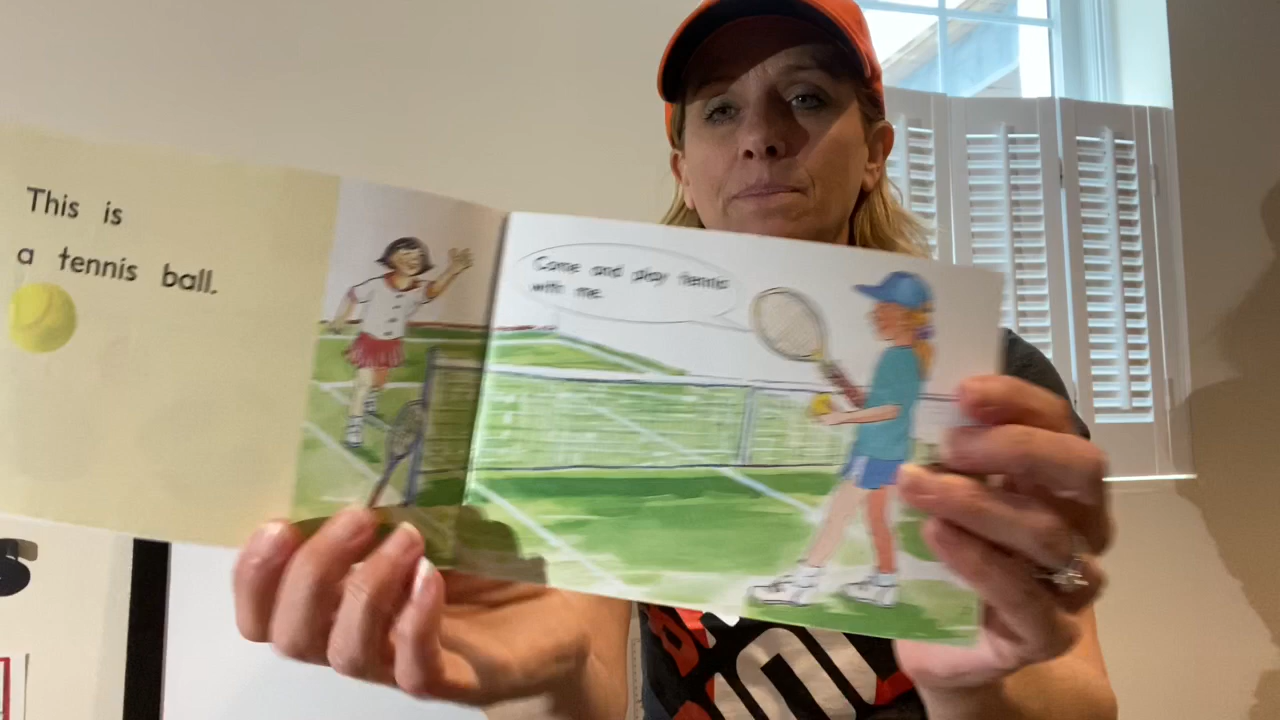 This is
a tennis ball.
Come and play tennis
with me.